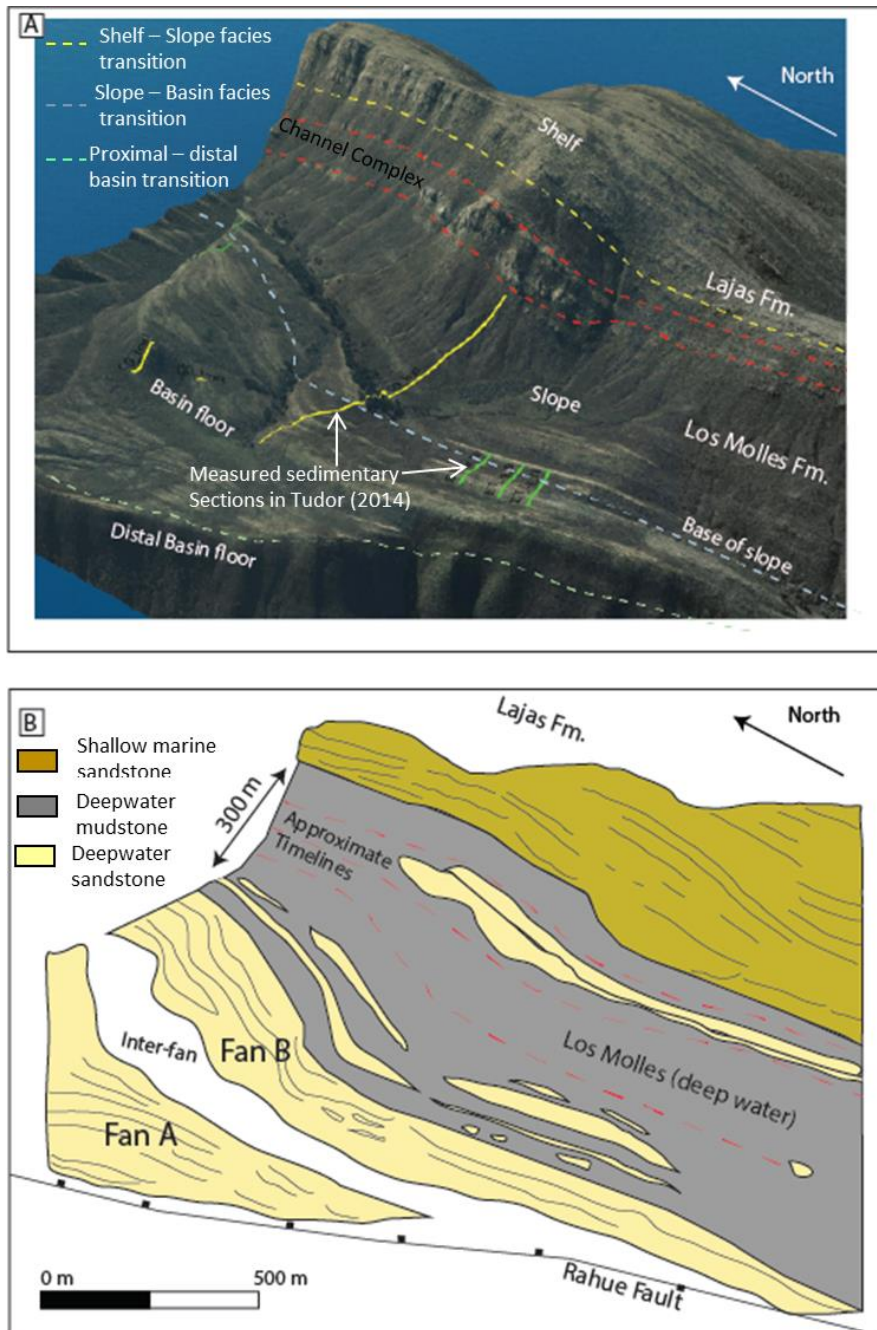 A
Shelf – Slope facies
transition
Slope – Basin facies
transition
Proximal – distal
basin transition
North
Shelf
Channel Complex
Lajas Fm.
Slope
Los Molles Fm.
Basin floor
Measured sedimentary
Sections in Tudor (2014)
Base of slope
Distal Basin floor
B
Lajas Fm.
North
Shallow marine
sandstone
Deepwater
mudstone
Deepwater
sandstone
300 m
Approximate
Timelines
Los Molles (deep water)
Inter-fan
Fan B
Fan A
0 m
500 m
Rahue Fault